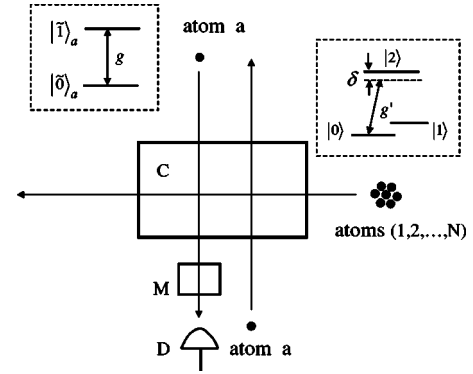 atom a
|1̃⟩ₐ
g
|0̃⟩ₐ
|2⟩
δ
g'
|0⟩
|1⟩
C
atoms (1,2,...,N)
M
D
atom a